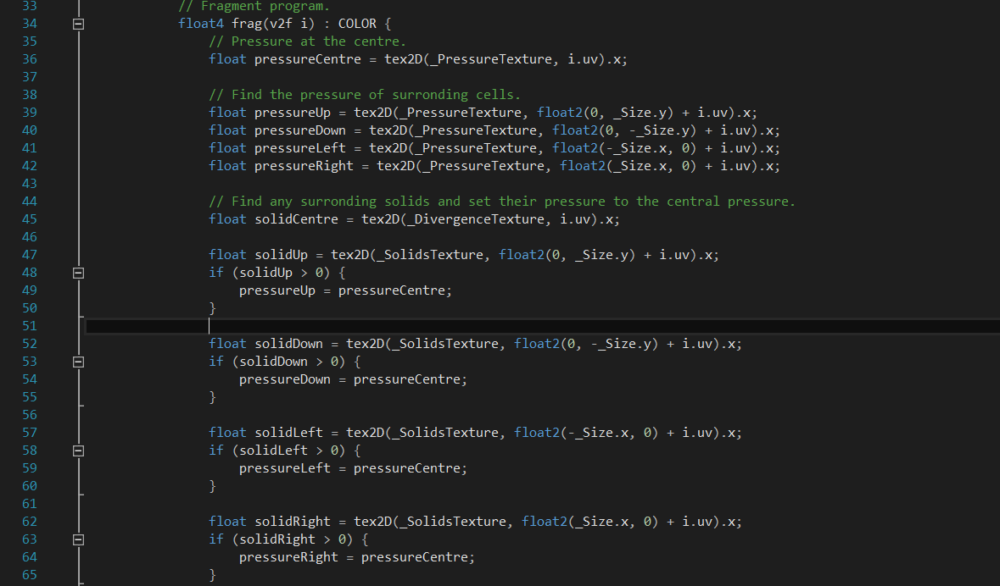 33 // Fragment program.
34 float4 frag(v2f i) : COLOR {
35 // Pressure at the centre.
36 float pressureCentre = tex2D(_PressureTexture, i.uv).x;
37
38 // Find the pressure of surronding cells.
39 float pressureUp = tex2D(_PressureTexture, float2(0, _Size.y) + i.uv).x;
40 float pressureDown = tex2D(_PressureTexture, float2(0, -_Size.y) + i.uv).x;
41 float pressureLeft = tex2D(_PressureTexture, float2(-_Size.x, 0) + i.uv).x;
42 float pressureRight = tex2D(_PressureTexture, float2(_Size.x, 0) + i.uv).x;
43
44 // Find any surronding solids and set their pressure to the central pressure.
45 float solidCentre = tex2D(_DivergenceTexture, i.uv).x;
46
47 float solidUp = tex2D(_SolidsTexture, float2(0, _Size.y) + i.uv).x;
48 if (solidUp > 0) {
49 pressureUp = pressureCentre;
50 }
51
52 float solidDown = tex2D(_SolidsTexture, float2(0, -_Size.y) + i.uv).x;
53 if (solidDown > 0) {
54 pressureDown = pressureCentre;
55 }
56
57 float solidLeft = tex2D(_SolidsTexture, float2(-_Size.x, 0) + i.uv).x;
58 if (solidLeft > 0) {
59 pressureLeft = pressureCentre;
60 }
61
62 float solidRight = tex2D(_SolidsTexture, float2(_Size.x, 0) + i.uv).x;
63 if (solidRight > 0) {
64 pressureRight = pressureCentre;
65 }